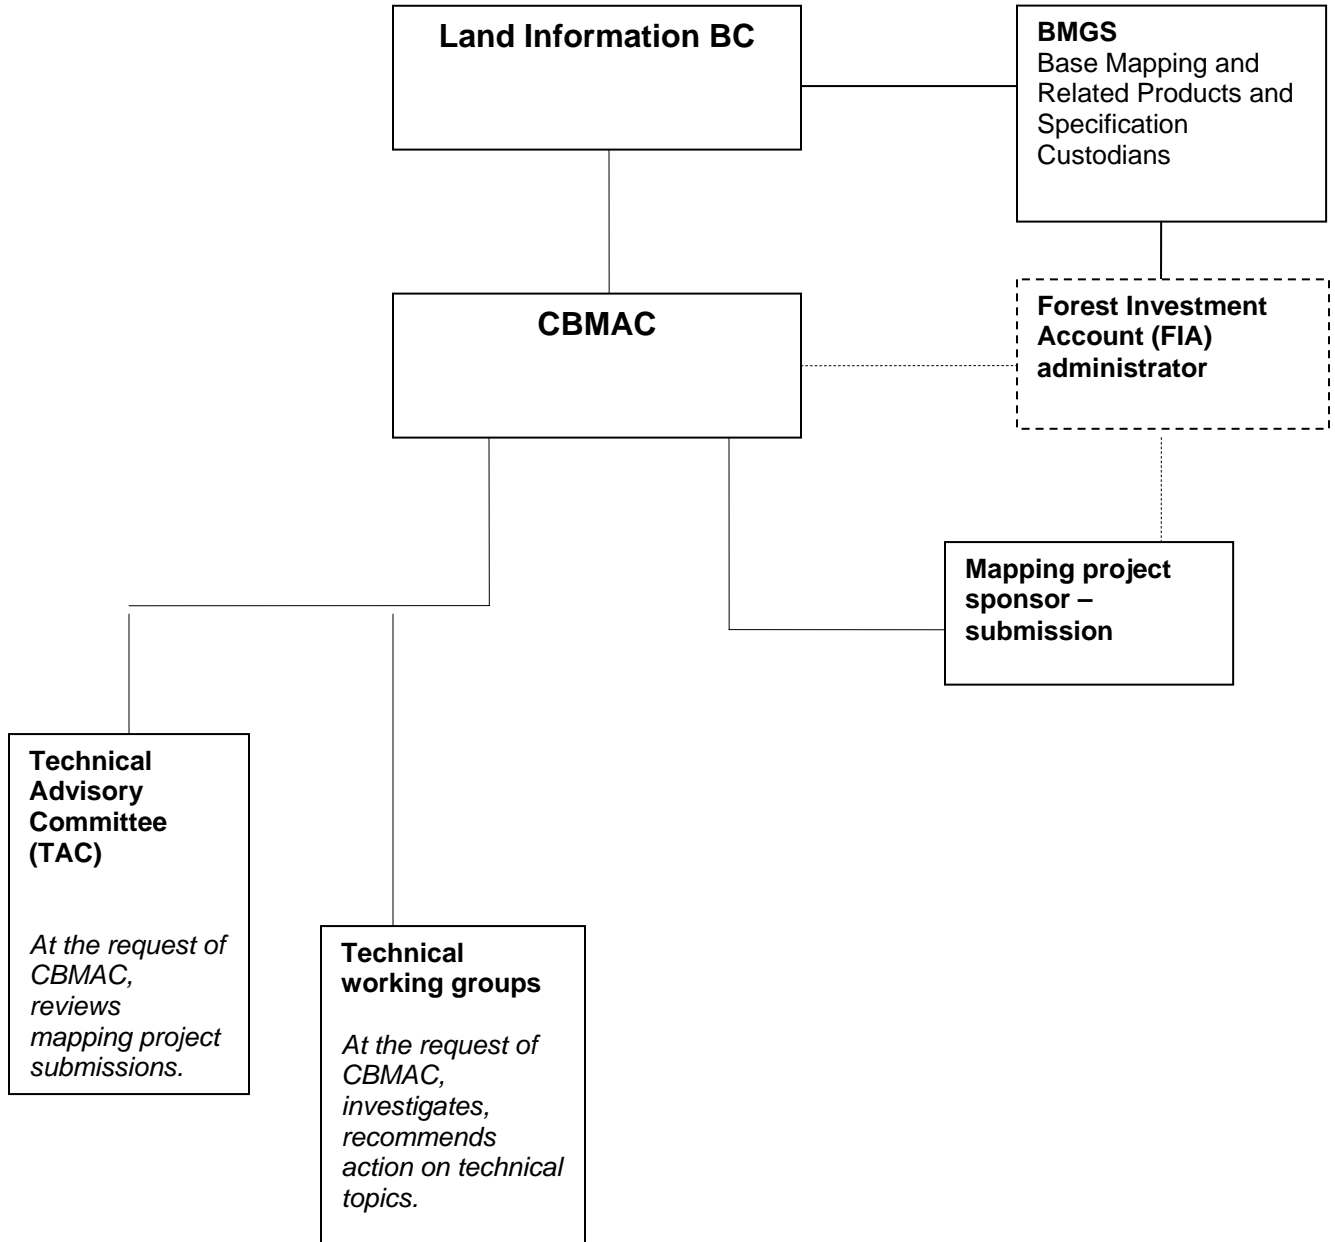 Land Information BC
BMGS
Base Mapping and
Related Products and
Specification
Custodians
CBMAC
Forest Investment
Account (FIA)
administrator
Mapping project
sponsor –
submission
Technical
Advisory
Committee
(TAC)
At the request of
CBMAC,
reviews
mapping project
submissions.
Technical
working groups
At the request of
CBMAC,
investigates,
recommends
action on technical
topics.